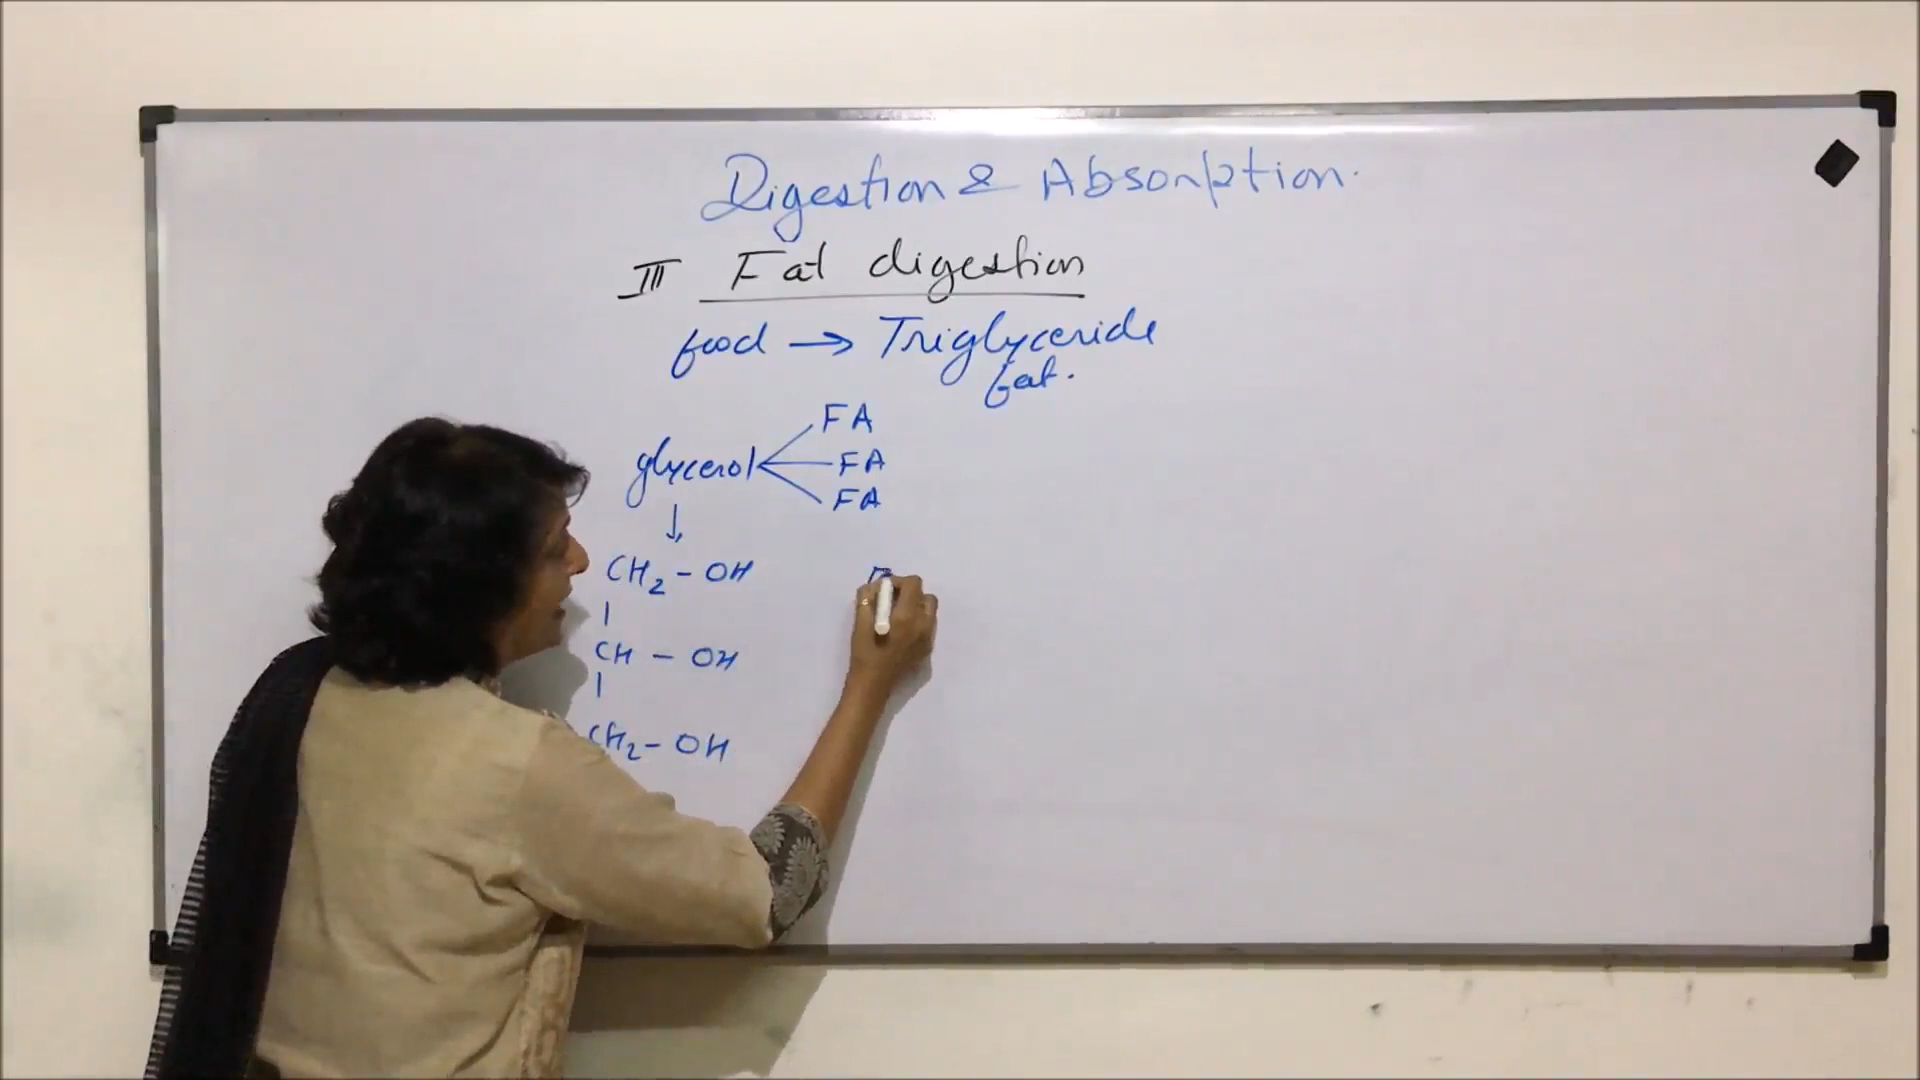 Digestion & Absorption.
III Fat digestion
food → Triglyceride
fat.
FA
glycerol FA
FA
↓
CH2 - OH
|
CH - OH
|
CH2 - OH